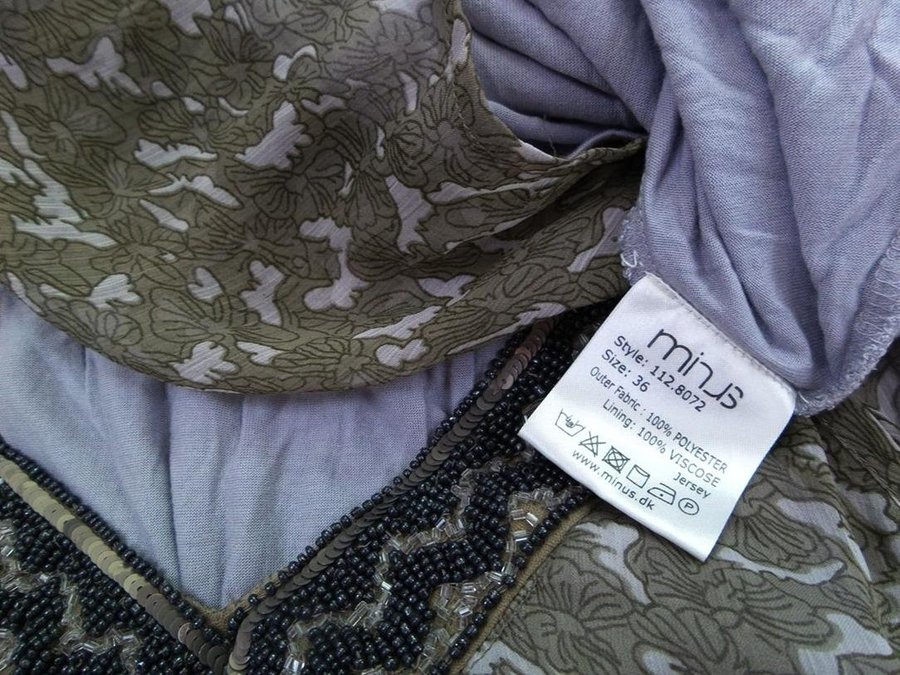 minus
Style: 112.8072
Size: 36
Outer Fabric : 100% POLYESTER
Lining: 100% VISCOSE
Jersey
P
www.minus.dk